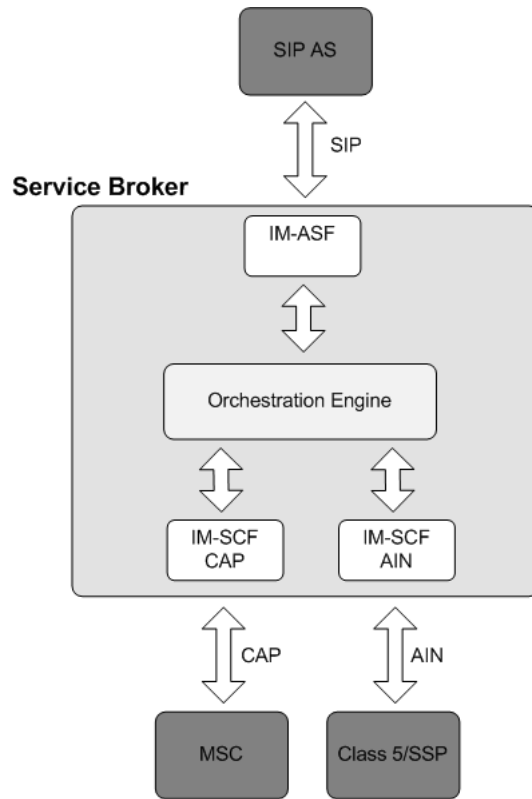 SIP AS
SIP
Service Broker
IM-ASF
Orchestration Engine
IM-SCF
CAP
IM-SCF
AIN
CAP
AIN
MSC
Class 5/SSP